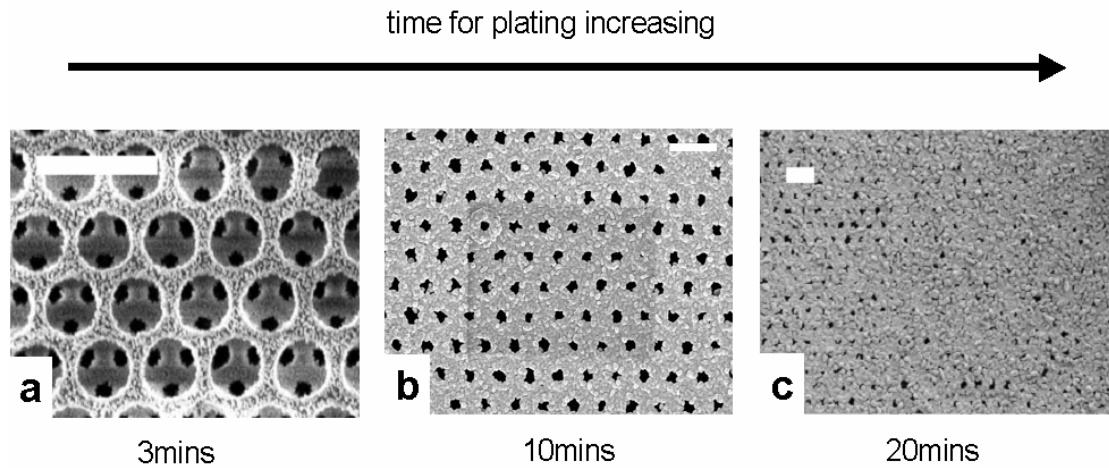 time for plating increasing
a
b
c
3mins
10mins
20mins